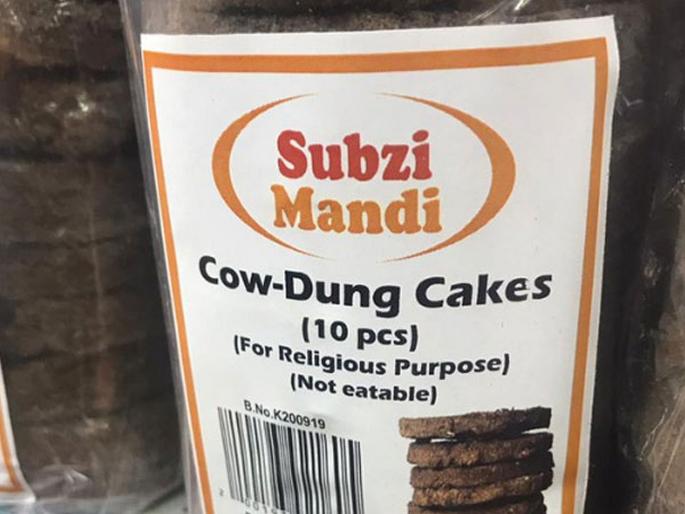 Subzi
Mandi
Cow-Dung Cakes
(10 pcs)
(For Religious Purpose)
(Not eatable)
B.No.K200919